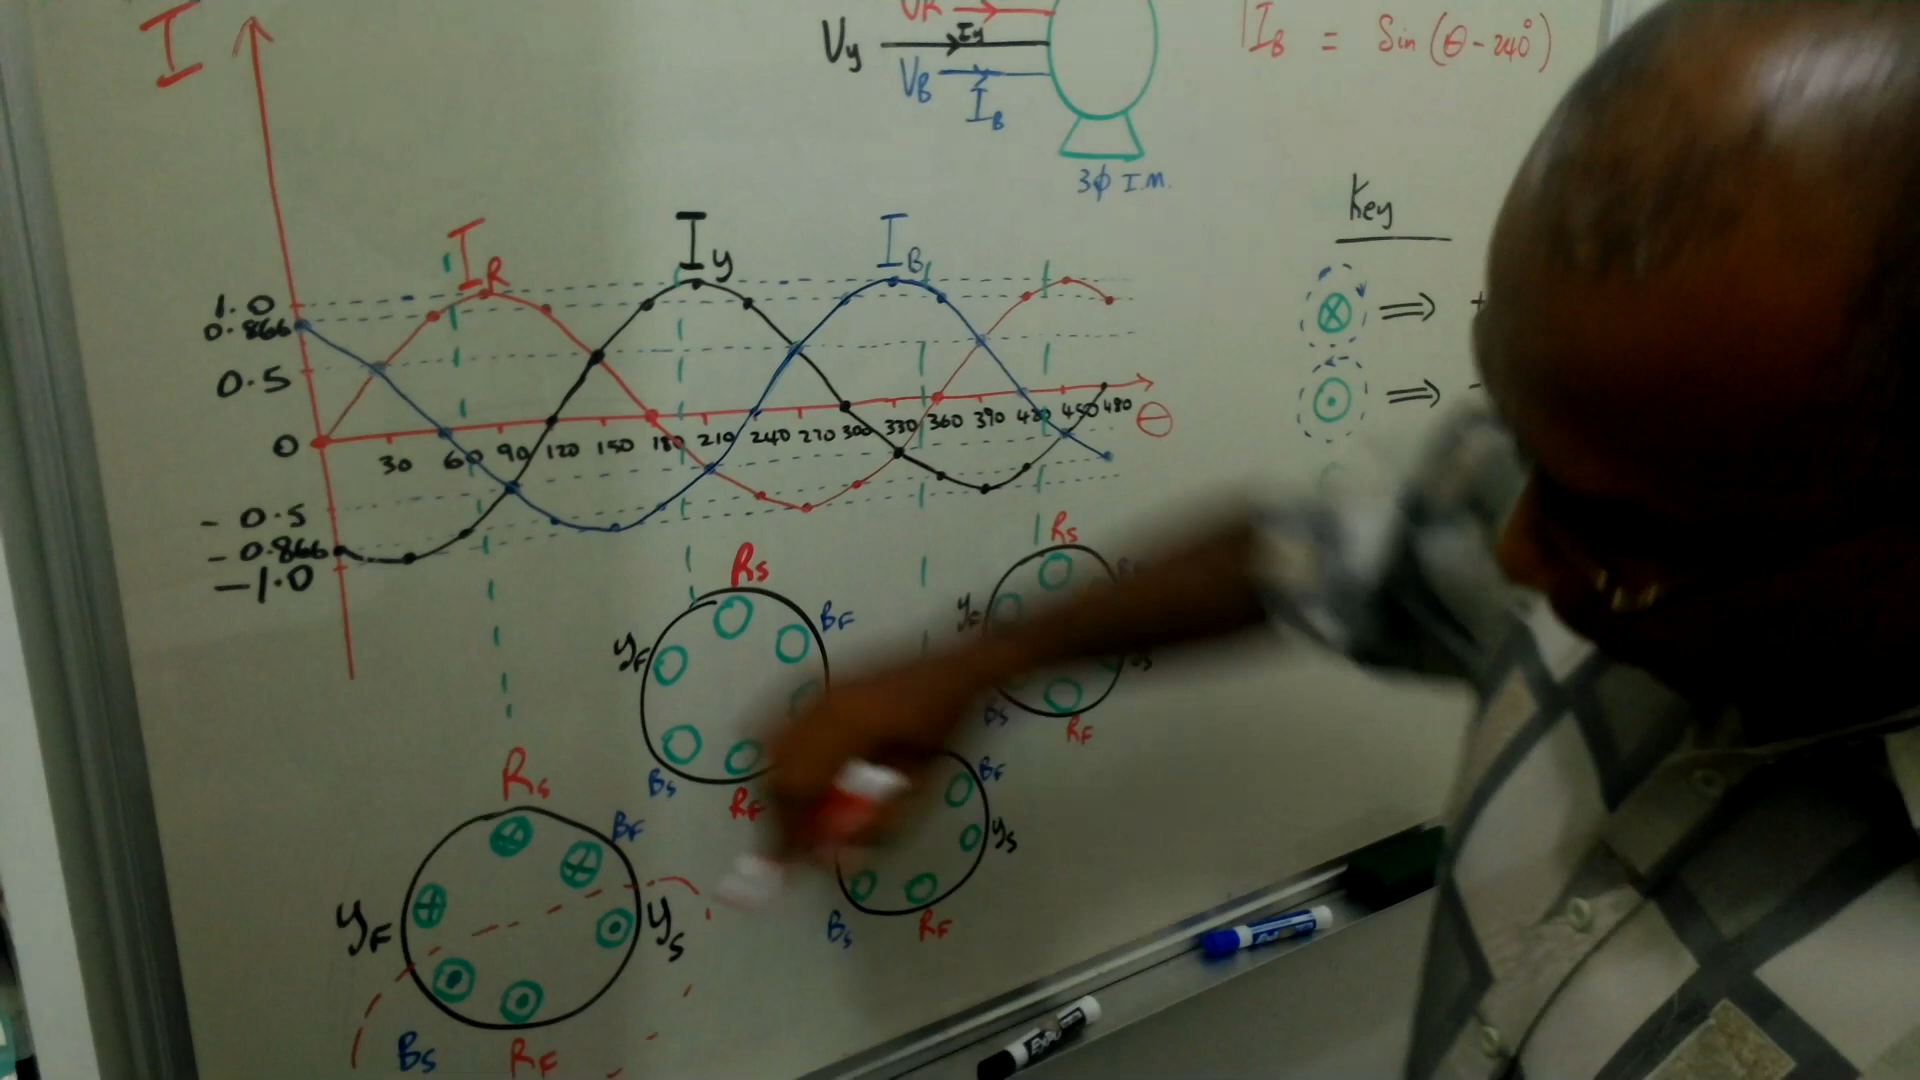 I
VR
Vy Iy
VB
IB
3φ I.M.
IB = Sin (θ - 240°)
Key
IR
Iy
IB
1.0
0.866
0.5
0
- 0.5
- 0.866
-1.0
30 60 90 120 150 180 210 240 270 300 330 360 390 420 450 480
θ
Rs
BF
yF
Bs
RF
Rs
yF
Bs
RF
BF
ys
Bs
RF
Rs
BF
yF
ys
Bs
RF
EXPO